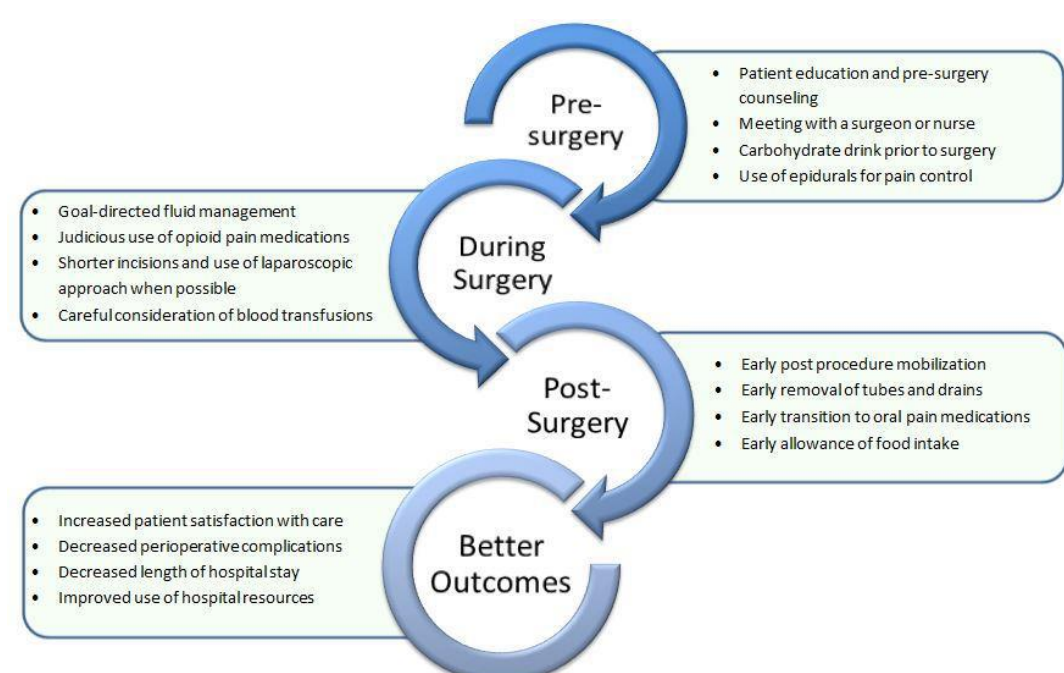 Pre-
surgery
• Patient education and pre-surgery
counseling
• Meeting with a surgeon or nurse
• Carbohydrate drink prior to surgery
• Use of epidurals for pain control
During
Surgery
• Goal-directed fluid management
• Judicious use of opioid pain medications
• Shorter incisions and use of laparoscopic
approach when possible
• Careful consideration of blood transfusions
Post-
Surgery
• Early post procedure mobilization
• Early removal of tubes and drains
• Early transition to oral pain medications
• Early allowance of food intake
Better
Outcomes
• Increased patient satisfaction with care
• Decreased perioperative complications
• Decreased length of hospital stay
• Improved use of hospital resources